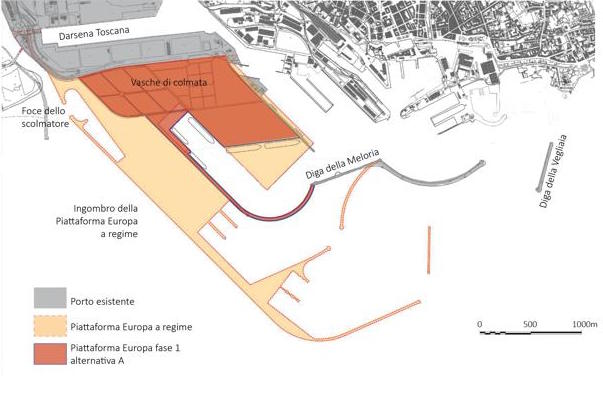 Darsena Toscana
Vasche di colmata
Foce dello
scolmatore
Diga della Meloria
Diga della Vegliaia
Ingombro della
Piattaforma Europa
a regime
Porto esistente
Piattaforma Europa a regime
Piattaforma Europa fase 1
alternativa A
0 500 1000m